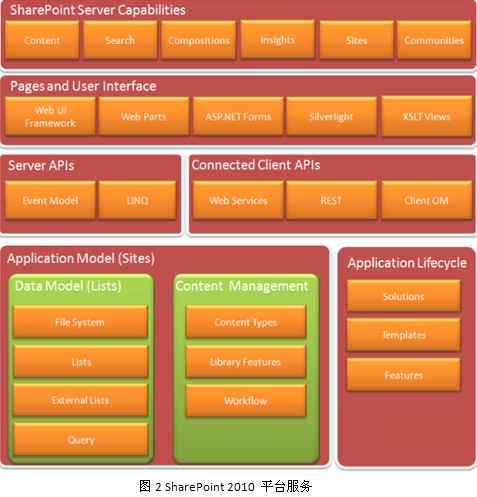 SharePoint Server Capabilities
Content Search Compositions Insights Sites Communities
Pages and User Interface
Web UI Framework
Web Parts
ASP.NET Forms
Silverlight
XSLT Views
Server APIs
Event Model LINQ
Connected Client APIs
Web Services REST Client OM
Application Model (Sites)
Data Model (Lists)
File System
Lists
External Lists
Query
Content Management
Content Types
Library Features
Workflow
Application Lifecycle
Solutions
Templates
Features
图 2 SharePoint 2010 平台服务